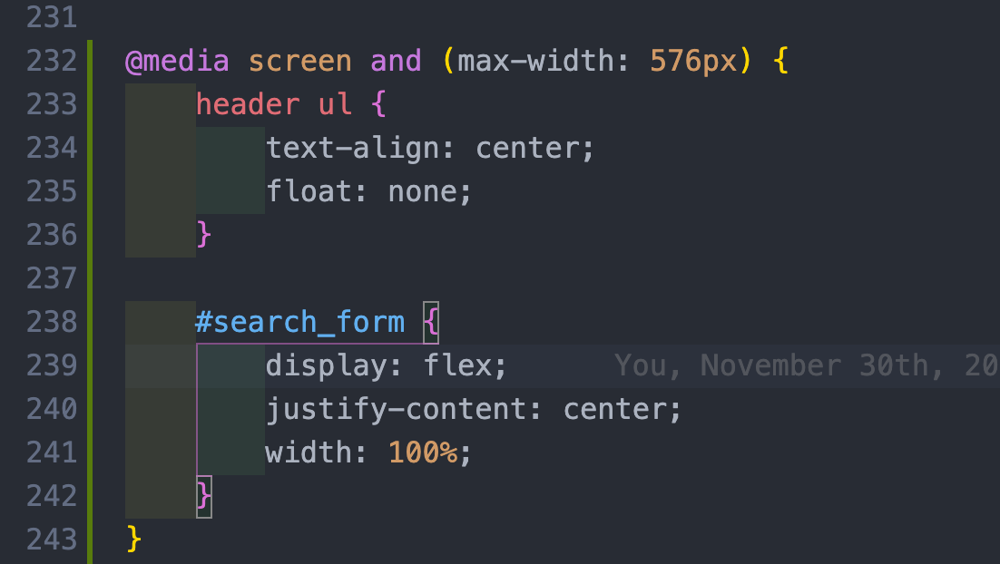 231
232 @media screen and (max-width: 576px) {
233 header ul {
234 text-align: center;
235 float: none;
236 }
237
238 #search_form {
239 display: flex; You, November 30th, 20
240 justify-content: center;
241 width: 100%;
242 }
243 }